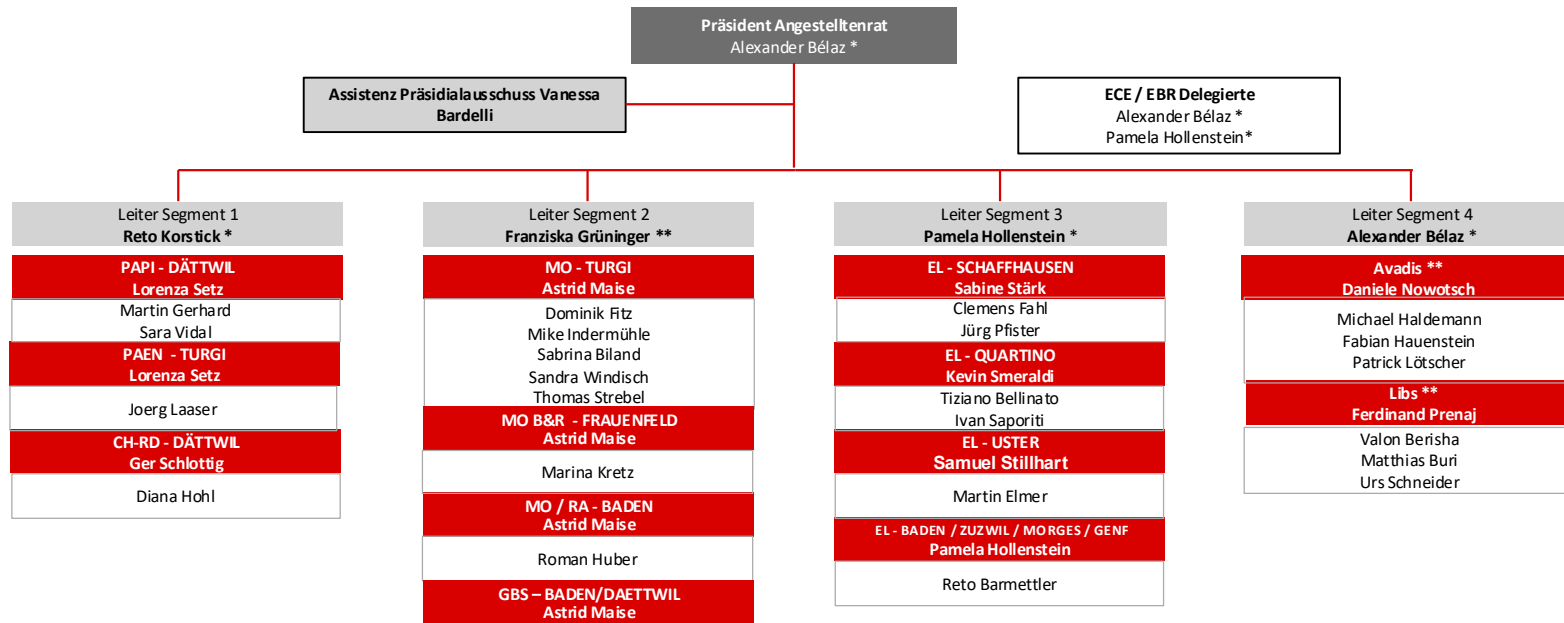 Präsident Angestelltenrat
Alexander Bélaz *
Assistenz Präsidialausschuss Vanessa
Bardelli
ECE / EBR Delegierte
Alexander Bélaz *
Pamela Hollenstein *
Leiter Segment 1
Reto Korstick *
PAPI - DÄTTWIL
Lorenza Setz
Martin Gerhard
Sara Vidal
PAEN - TURGI
Lorenza Setz
Joerg Laaser
CH-RD - DÄTTWIL
Ger Schlottig
Diana Hohl
Leiter Segment 2
Franziska Grüninger **
MO - TURGI
Astrid Maise
Dominik Fitz
Mike Indermühle
Sabrina Biland
Sandra Windisch
Thomas Strebel
MO B&R - FRAUENFELD
Astrid Maise
Marina Kretz
MO / RA - BADEN
Astrid Maise
Roman Huber
GBS – BADEN/DAETTWIL
Astrid Maise
Leiter Segment 3
Pamela Hollenstein *
EL - SCHAFFHAUSEN
Sabine Stärk
Clemens Fahl
Jürg Pfister
EL - QUARTINO
Kevin Smeraldi
Tiziano Bellinato
Ivan Saporiti
EL - USTER
Samuel Stillhart
Martin Elmer
EL - BADEN / ZUZWIL / MORGES / GENF
Pamela Hollenstein
Reto Barmettler
Leiter Segment 4
Alexander Bélaz *
Avadis **
Daniele Nowotsch
Michael Haldemann
Fabian Hauenstein
Patrick Lötscher
Libs **
Ferdinand Prenaj
Valon Berisha
Matthias Buri
Urs Schneider